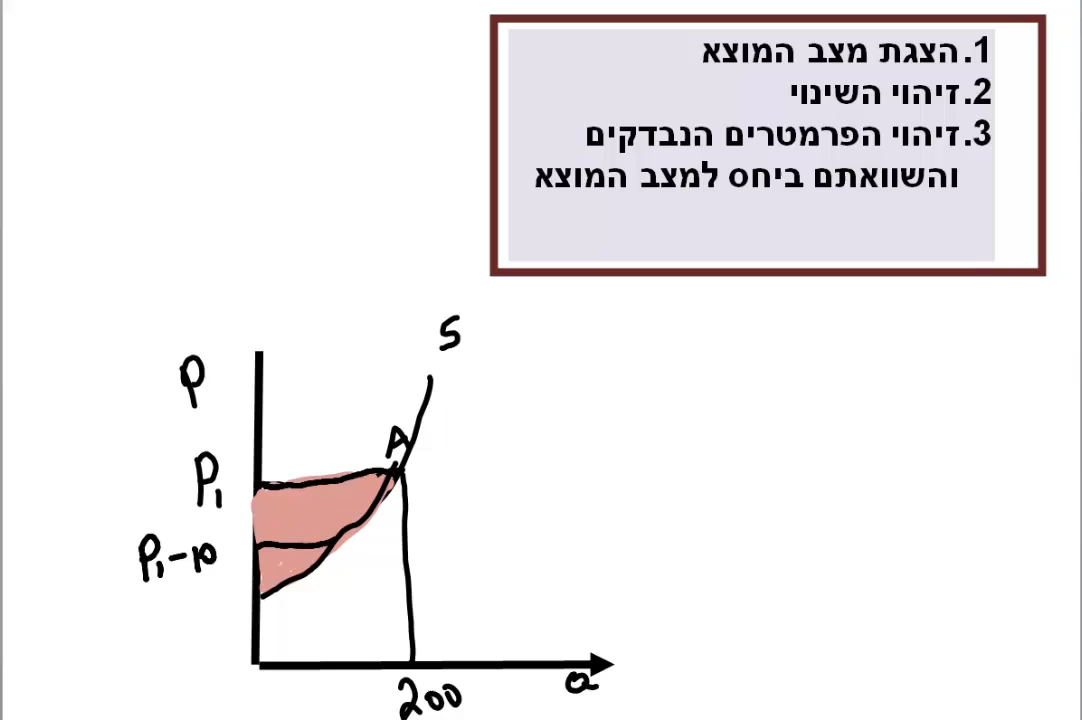 1. הצגת מצב המוצא
2. זיהוי השינוי
3. זיהוי הפרמטרים הנבדקים
והשוואתם ביחס למצב המוצא
S
P
A
P₁
P₁-10
200
Q